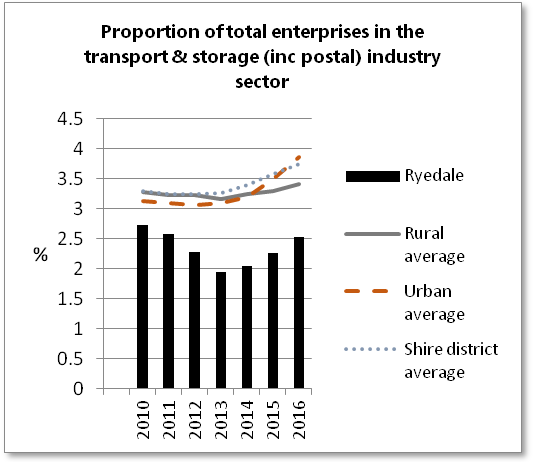 Proportion of total enterprises in the
transport & storage (inc postal) industry
sector
4.5
4
3.5
3
2.5
2
1.5
1
0.5
0
%
2010
2011
2012
2013
2014
2015
2016
Ryedale
Rural
average
Urban
average
Shire district
average